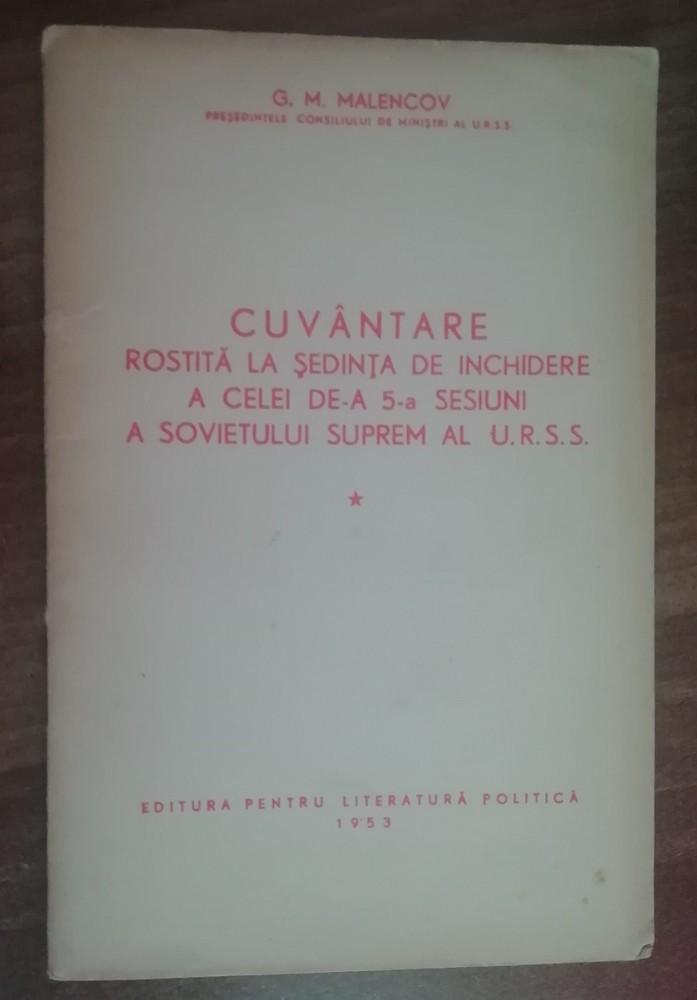 G. M. MALENCOV
PREȘEDINTELE CONSILIULUI DE MINIȘTRI AL U.R.S.S.
CUVÂNTARE
ROSTITĂ LA ȘEDINȚA DE INCHIDERE
A CELEI DE-A 5-a SESIUNI
A SOVIETULUI SUPREM AL U.R.S.S.
EDITURA PENTRU LITERATURĂ POLITICĂ
1953